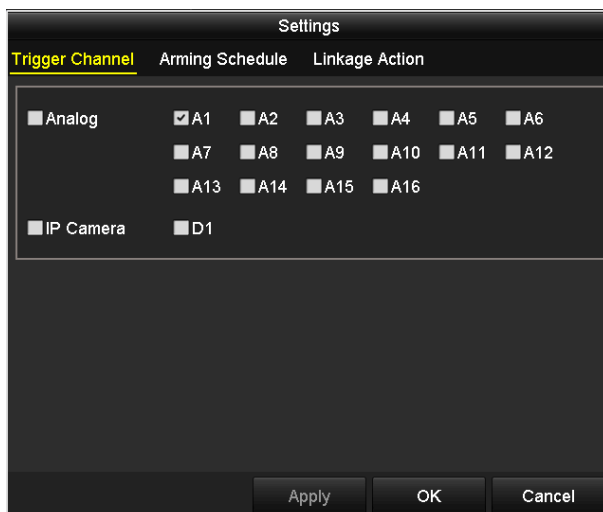 Settings
Trigger Channel Arming Schedule Linkage Action
Analog A1 A2 A3 A4 A5 A6
A7 A8 A9 A10 A11 A12
A13 A14 A15 A16
IP Camera D1
Apply OK Cancel